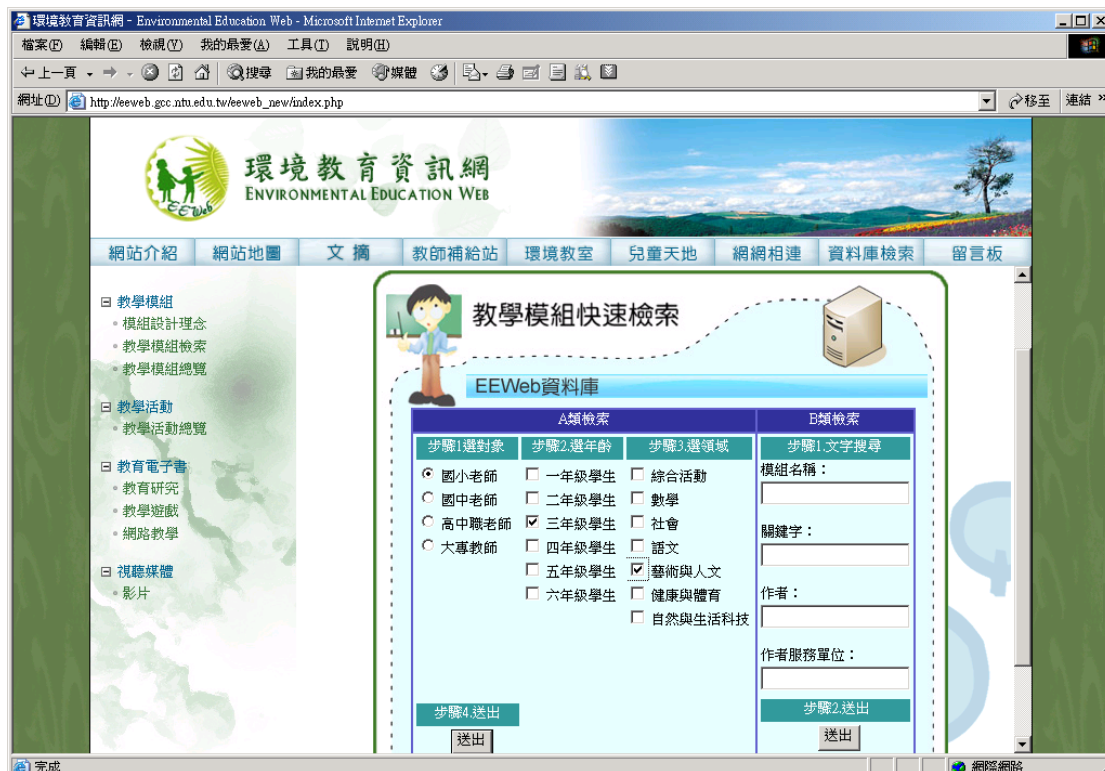 環境教育資訊網 - Environmental Education Web - Microsoft Internet Explorer
檔案(F) 編輯(E) 檢視(V) 我的最愛(A) 工具(T) 說明(H)
上一頁 搜尋 我的最愛 媒體
網址(D) http://eeweb.gcc.ntu.edu.tw/eeweb_new/index.php 移至 連結 »
EEWeb
環境教育資訊網
ENVIRONMENTAL EDUCATION WEB
網站介紹 網站地圖 文摘 教師補給站 環境教室 兒童天地 網網相連 資料庫檢索 留言板
教學模組
模組設計理念
教學模組檢索
教學模組總覽
教學活動
教學活動總覽
教育電子書
教育研究
教學遊戲
網路教學
視聽媒體
影片
教學模組快速檢索
EEWeb資料庫
A類檢索 B類檢索
步驟1選對象 步驟2.選年齡 步驟3.選領域 步驟1.文字搜尋
國小老師 一年級學生 綜合活動 模組名稱：
國中老師 二年級學生 數學
高中職老師 三年級學生 社會 關鍵字：
大專教師 四年級學生 語文
五年級學生 藝術與人文
六年級學生 健康與體育 作者：
自然與生活科技
作者服務單位：
步驟4.送出 步驟2.送出
送出 送出
完成 網際網路